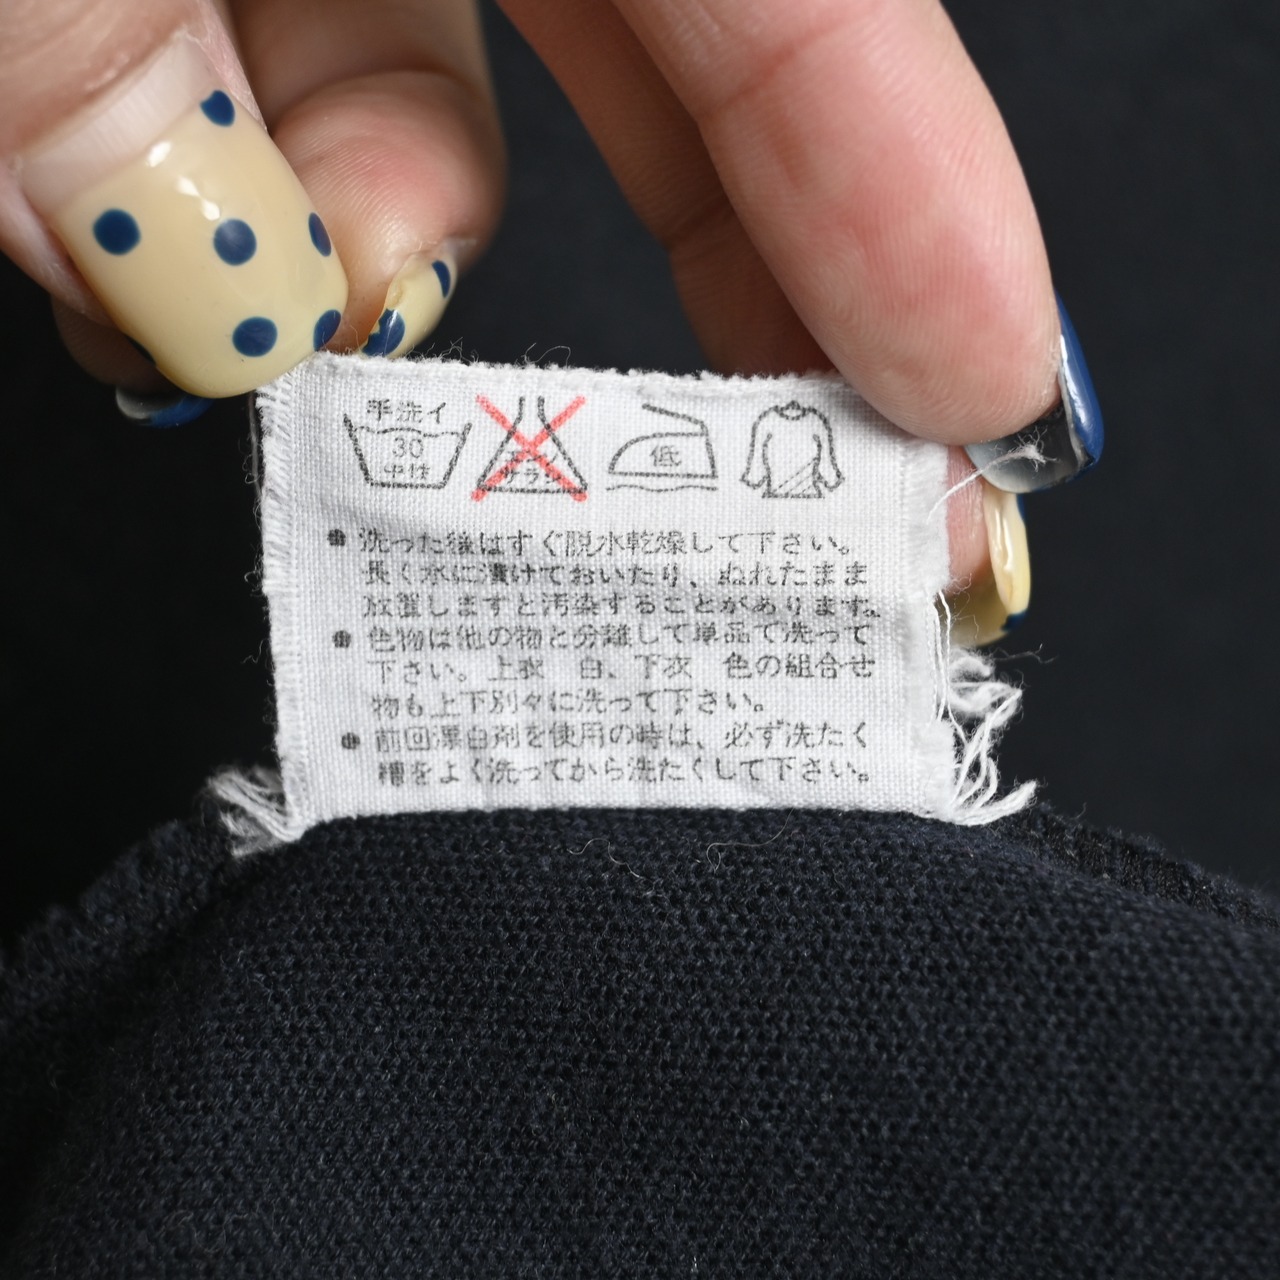 手洗イ
30
中性
エンソ
サラシ
低
●洗った後はすぐ脱水乾燥して下さい。
長く水に漬けておいたり、ぬれたまま
放置しますと汚染することがあります。
●色物は他の物と分離して単品で洗って
下さい。上衣 白、下衣 色の組合せ
物も上下別々に洗って下さい。
●前回漂白剤を使用の時は、必ず洗たく
槽をよく洗ってから洗たくして下さい。